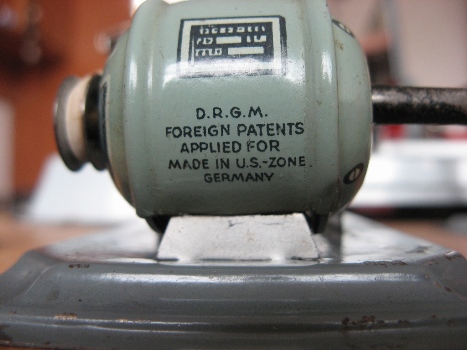 D.R.G.M.
FOREIGN PATENTS
APPLIED FOR
MADE IN U.S.-ZONE
GERMANY